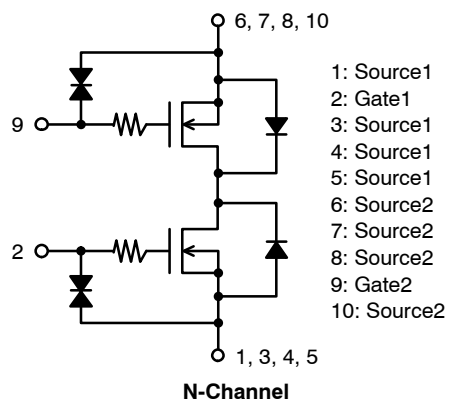 6, 7, 8, 10
1: Source1
2: Gate1
3: Source1
4: Source1
5: Source1
6: Source2
7: Source2
8: Source2
9: Gate2
10: Source2
9
2
1, 3, 4, 5
N-Channel